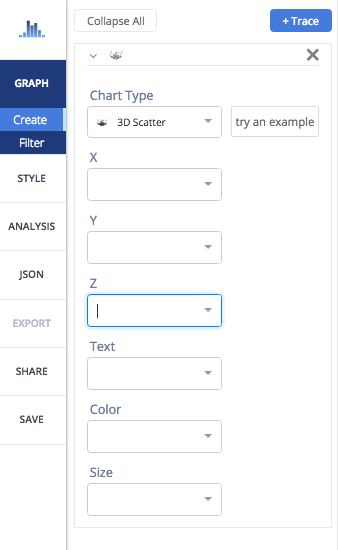 Collapse All
+ Trace
GRAPH
Create
Filter
STYLE
ANALYSIS
JSON
EXPORT
SHARE
SAVE
Chart Type
3D Scatter
try an example
X
Y
Z
Text
Color
Size